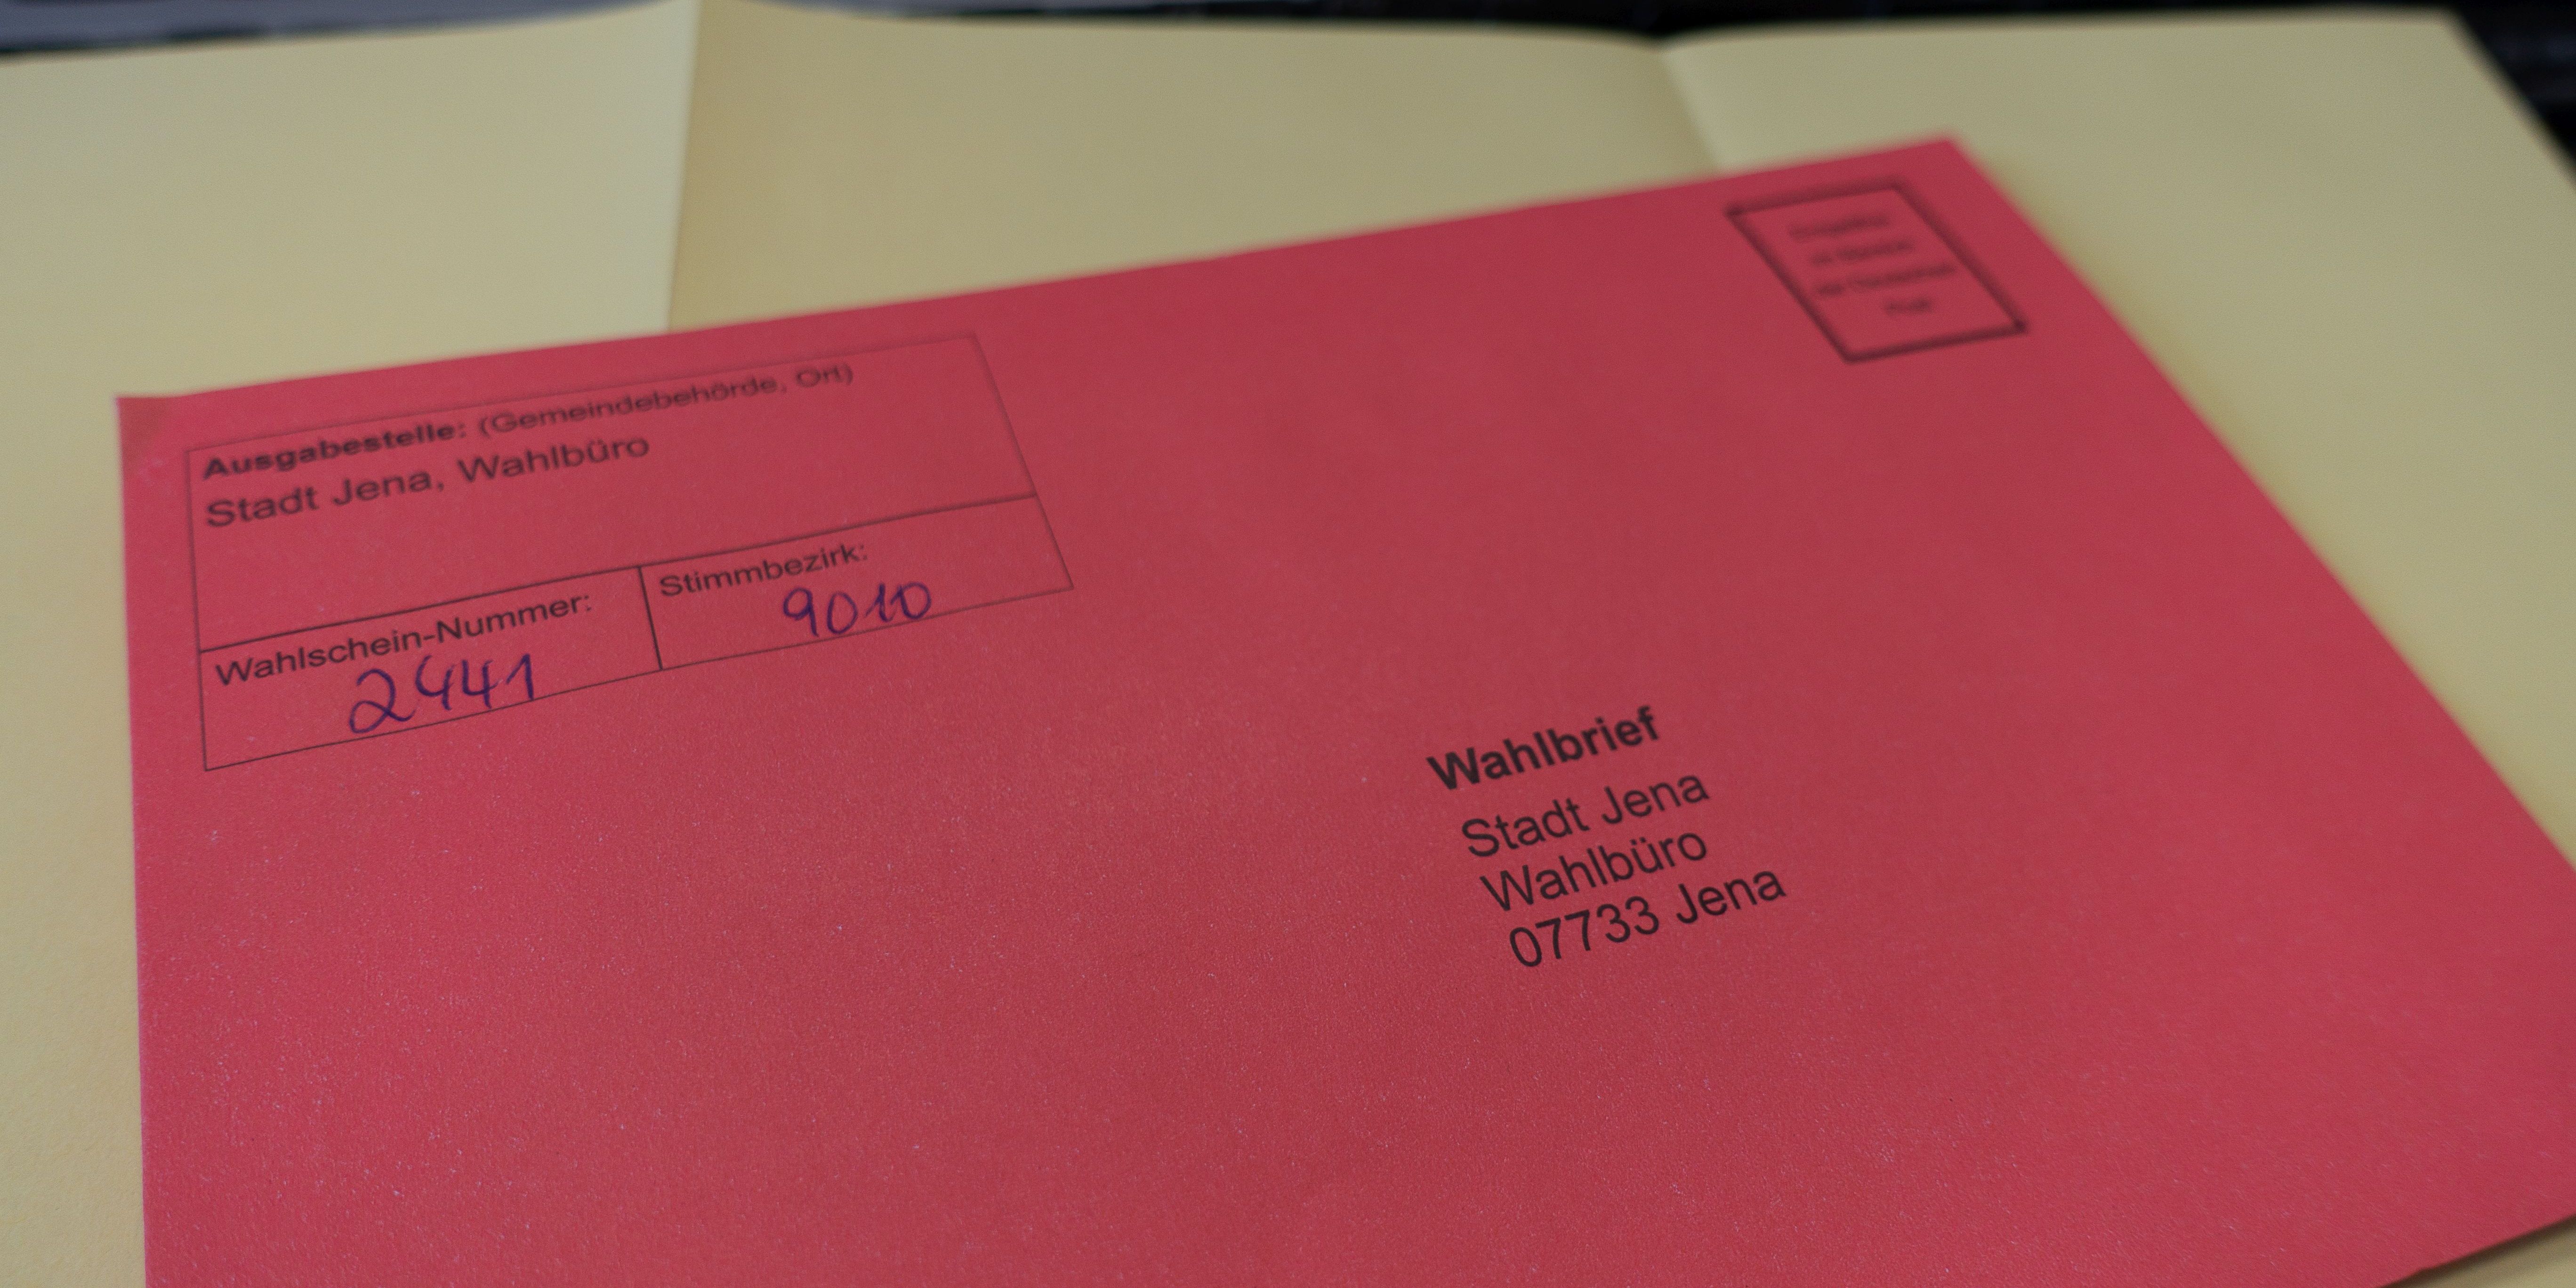 Ausgabestelle: (Gemeindebehörde, Ort)
Stadt Jena, Wahlbüro
Wahlschein-Nummer:
2441
Stimmbezirk:
9010
Wahlbrief
Stadt Jena
Wahlbüro
07733 Jena